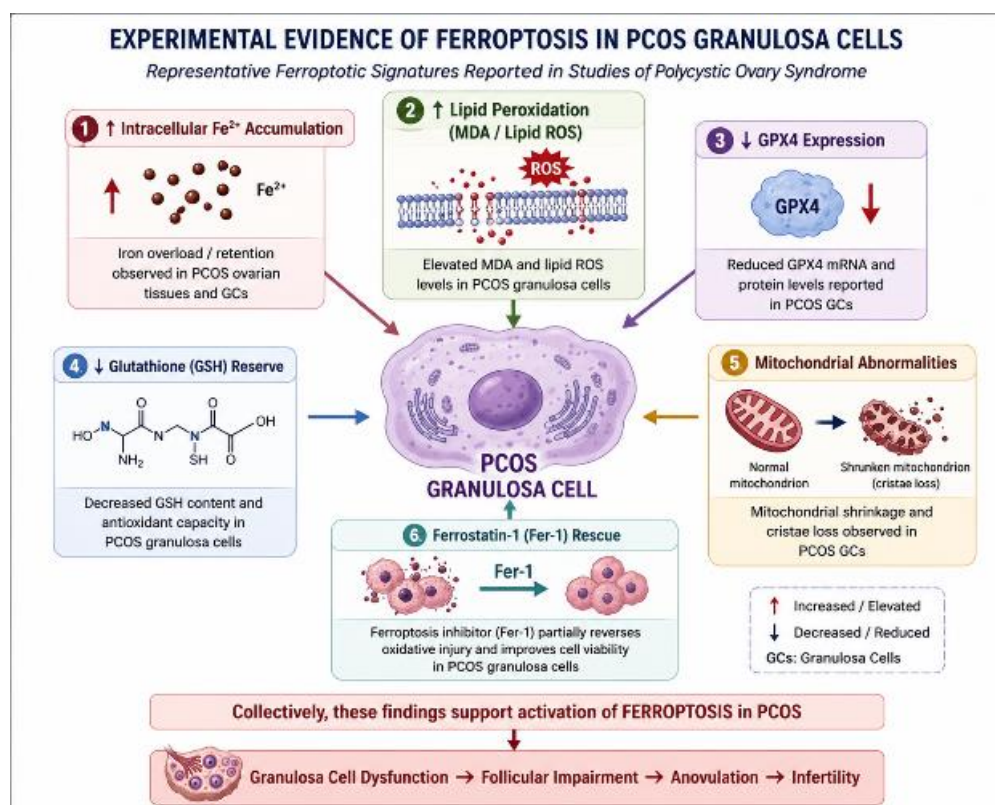 EXPERIMENTAL EVIDENCE OF FERROPTOSIS IN PCOS GRANULOSA CELLS
Representative Ferroptotic Signatures Reported in Studies of Polycystic Ovary Syndrome
1 ↑ Intracellular Fe²⁺ Accumulation
Fe²⁺
Iron overload / retention
observed in PCOS ovarian
tissues and GCs
2 ↑ Lipid Peroxidation
(MDA / Lipid ROS)
ROS
Elevated MDA and lipid ROS
levels in PCOS granulosa cells
3 ↓ GPX4 Expression
GPX4
Reduced GPX4 mRNA and
protein levels reported
in PCOS GCs
4 ↓ Glutathione (GSH) Reserve
O O
HO N N N OH
NH₂ SH O
Decreased GSH content and
antioxidant capacity in
PCOS granulosa cells
PCOS
GRANULOSA CELL
5. Mitochondrial Abnormalities
Normal
mitochondrion
Shrunken mitochondrion
(cristae loss)
Mitochondrial shrinkage and
cristae loss observed in
PCOS GCs
6. Ferrostatin-1 (Fer-1) Rescue
Fer-1
Ferroptosis inhibitor (Fer-1) partially reverses
oxidative injury and improves cell viability
in PCOS granulosa cells
↑ Increased / Elevated
↓ Decreased / Reduced
GCs: Granulosa Cells
Collectively, these findings support activation of FERROPTOSIS in PCOS
Granulosa Cell Dysfunction → Follicular Impairment → Anovulation → Infertility